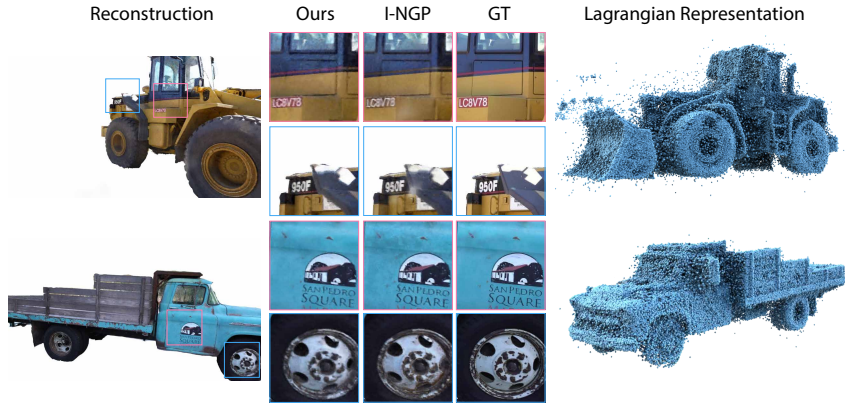 Reconstruction Ours I-NGP GT Lagrangian Representation
LC8V78 LC8V78 LC8V78
950F 950F 950F
SAN PEDRO SAN PEDRO SAN PEDRO
SQUARE SQUARE SQUARE